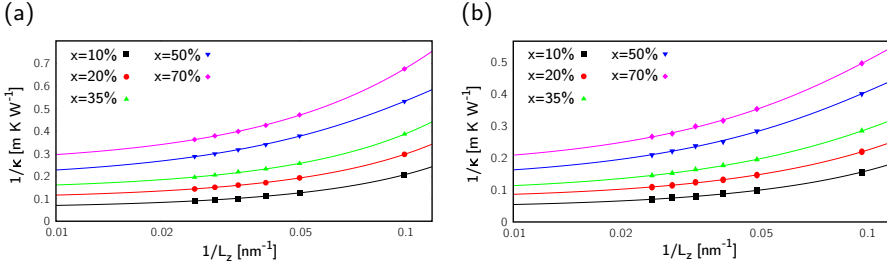 (a)
x=10% x=50%
x=20% x=70%
x=35%
1/κ [m K W⁻¹]
0.7
0.6
0.5
0.4
0.3
0.2
0.1
0
0.01 0.02 0.05 0.1
1/L_z [nm⁻¹]
(b)
x=10% x=50%
x=20% x=70%
x=35%
1/κ [m K W⁻¹]
0.5
0.4
0.3
0.2
0.1
0
0.01 0.02 0.05 0.1
1/L_z [nm⁻¹]